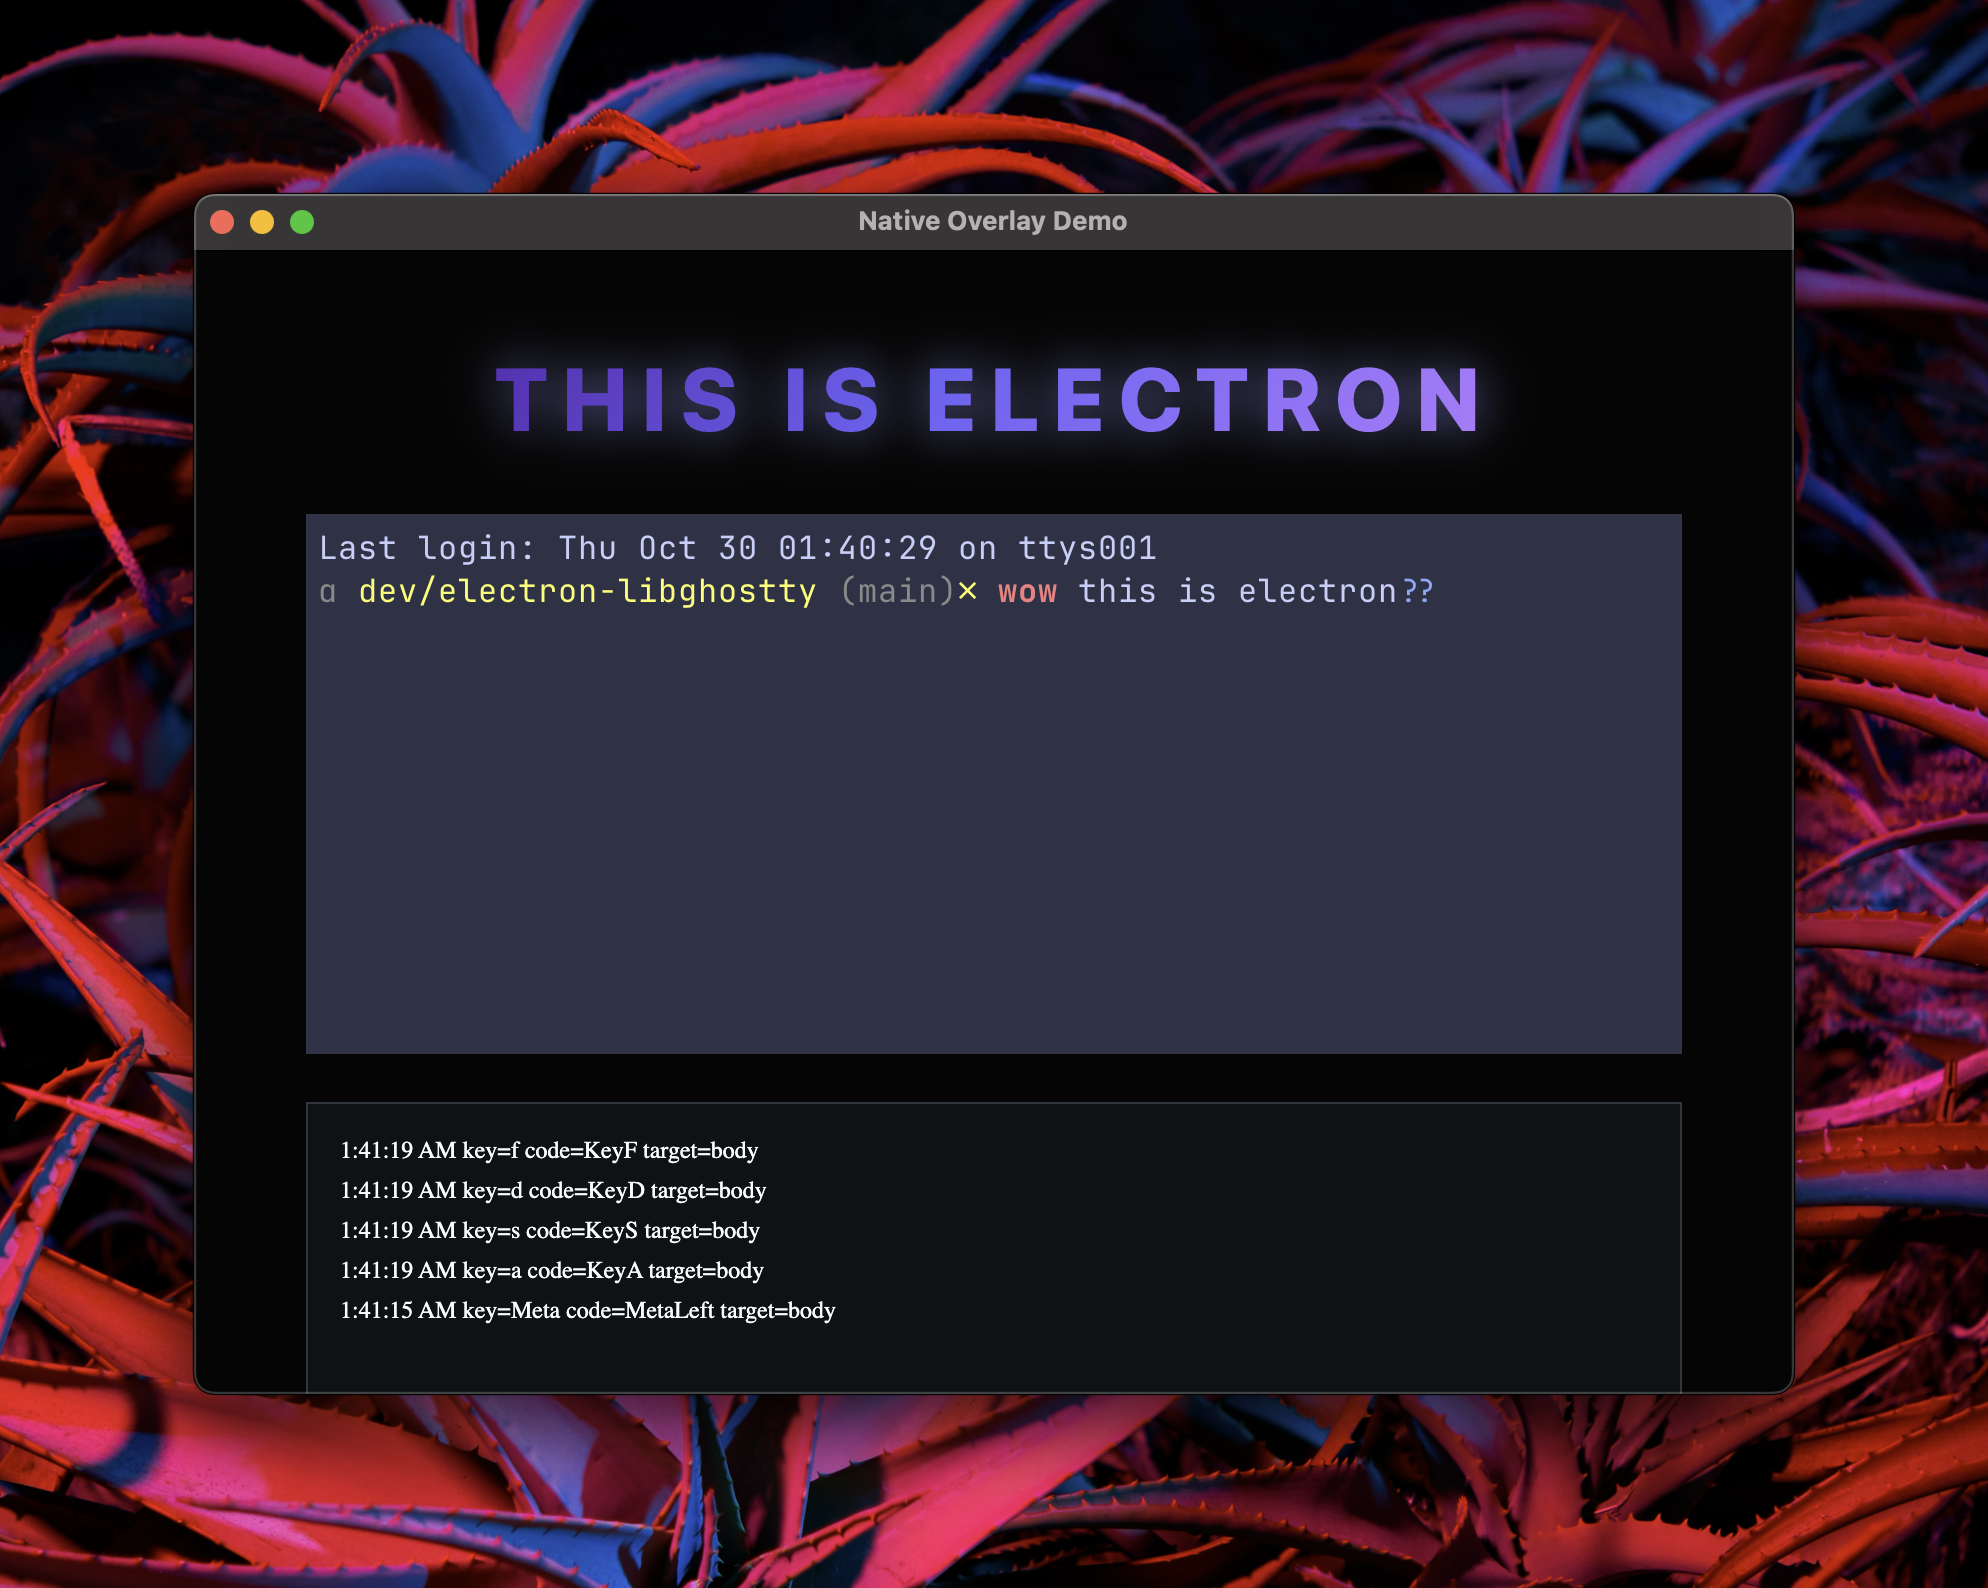 Native Overlay Demo
THIS IS ELECTRON
Last login: Thu Oct 30 01:40:29 on ttys001
α dev/electron-libghostty (main)× wow this is electron??
1:41:19 AM key=f code=KeyF target=body
1:41:19 AM key=d code=KeyD target=body
1:41:19 AM key=s code=KeyS target=body
1:41:19 AM key=a code=KeyA target=body
1:41:15 AM key=Meta code=MetaLeft target=body